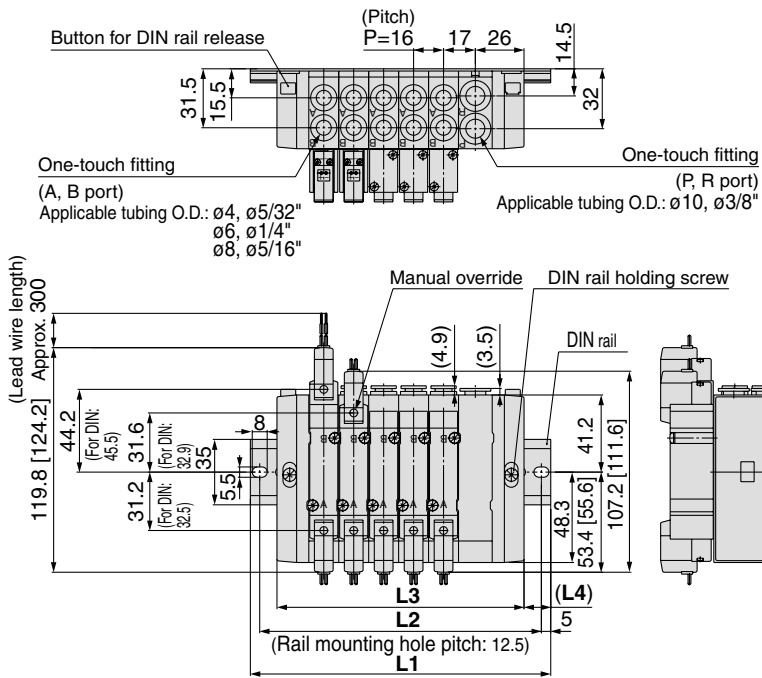 (Pitch)
Button for DIN rail release
P=16
17
26
14.5
31.5
15.5
32
A
A
A
A
A
P
B
B
B
B
B
R
One-touch fitting
(A, B port)
Applicable tubing O.D.: ø4, ø5/32"
ø6, ø1/4"
ø8, ø5/16"
One-touch fitting
(P, R port)
Applicable tubing O.D.: ø10, ø3/8"
Manual override
DIN rail holding screw
DIN rail
(Lead wire length)
Approx. 300
(4.9)
(3.5)
119.8 [124.2]
44.2
(For DIN: 45.5)
31.6
(For DIN: 32.9)
8
35
5.5
31.2
(For DIN: 32.5)
B
B
B
B
B
A
A
A
A
A
41.2
107.2 [111.6]
48.3
53.4 [55.6]
L3
(L4)
L2
5
(Rail mounting hole pitch: 12.5)
L1